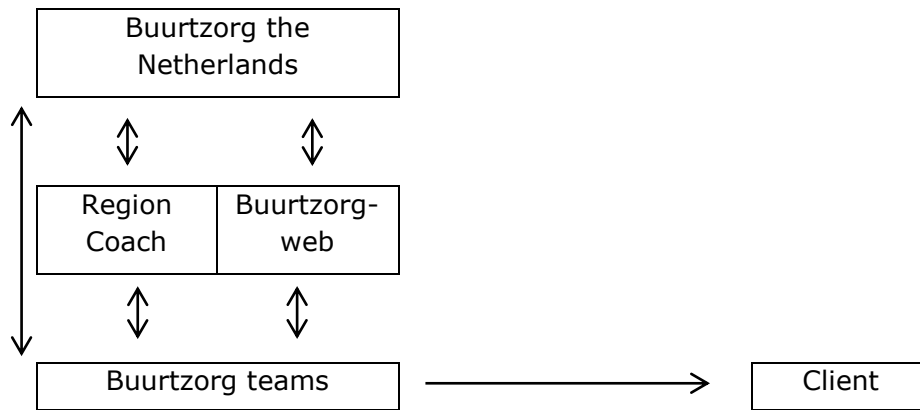 Buurtzorg the
Netherlands
Region
Coach
Buurtzorg-
web
Buurtzorg teams
Client